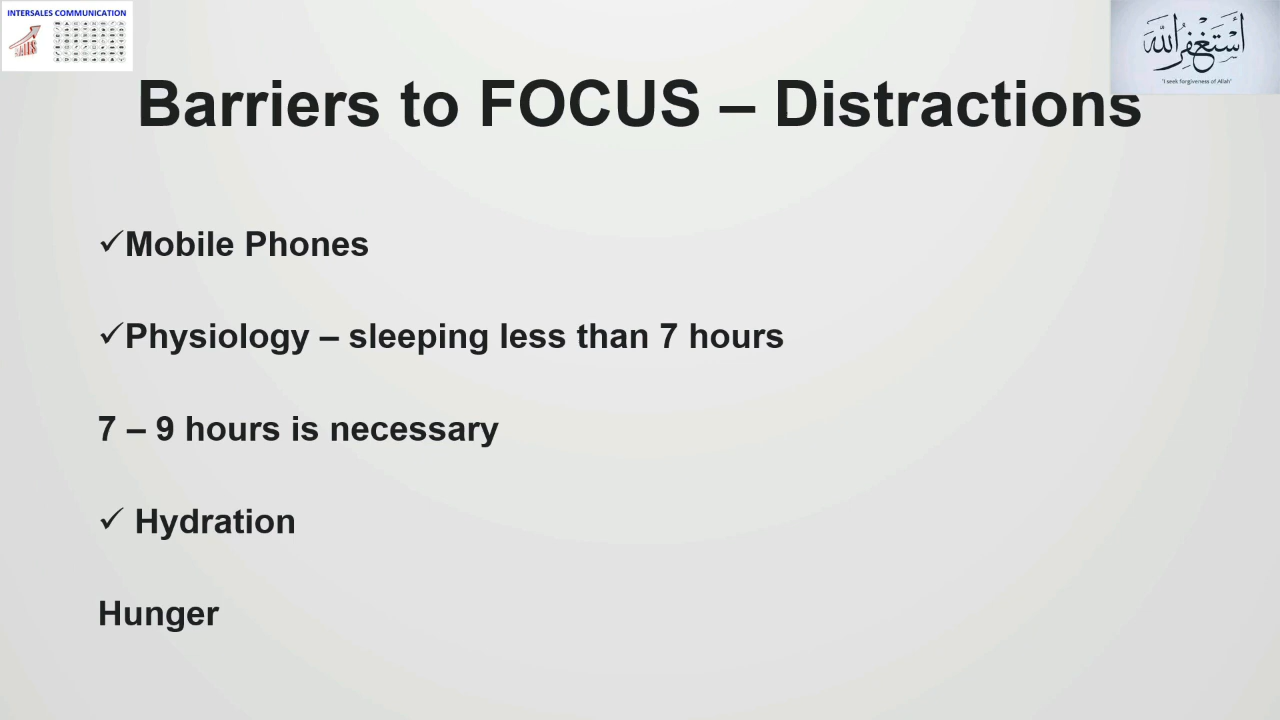 INTERSALES COMMUNICATION
أستغفر الله
"I seek forgiveness of Allah"
Barriers to FOCUS – Distractions
✓Mobile Phones
✓Physiology – sleeping less than 7 hours
7 – 9 hours is necessary
✓ Hydration
Hunger